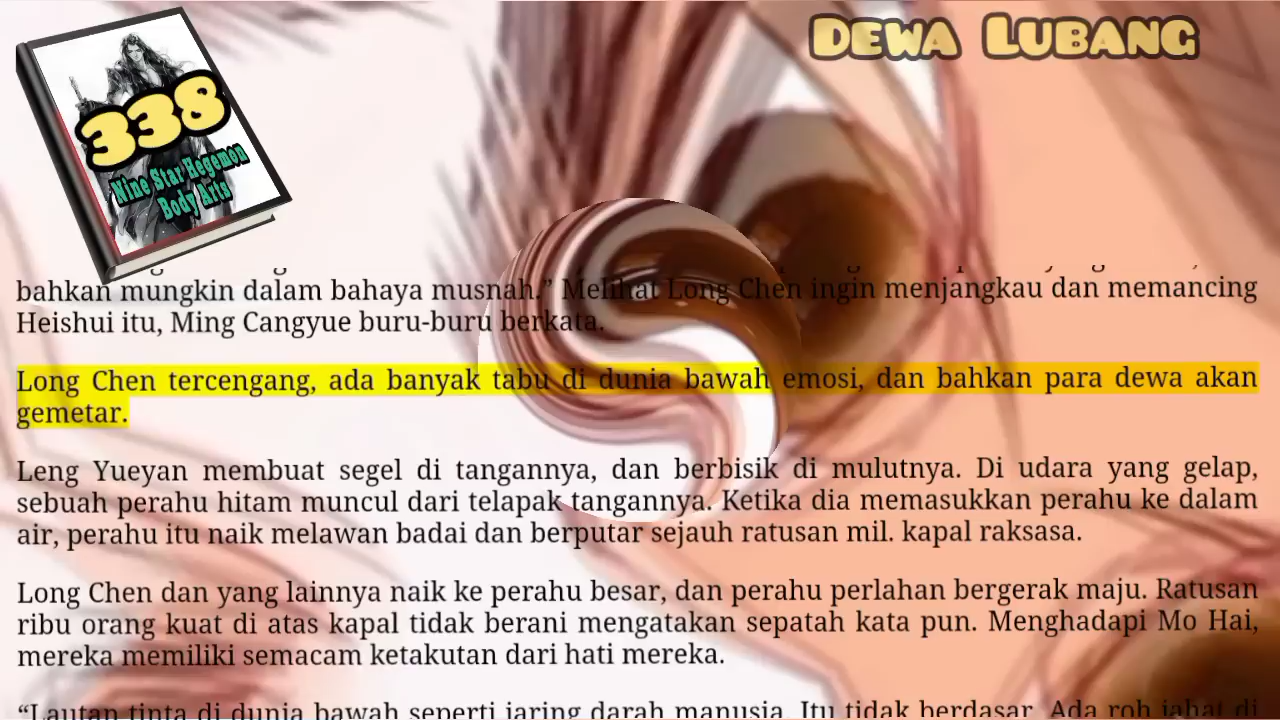 Dewa Lubang
338
Nine Star Hegemon
Body Arts
bahkan mungkin dalam bahaya musnah.” Melihat Long Chen ingin menjangkau dan memancing
Heishui itu, Ming Cangyue buru-buru berkata.
Long Chen tercengang, ada banyak tabu di dunia bawah emosi, dan bahkan para dewa akan
gemetar.
Leng Yueyan membuat segel di tangannya, dan berbisik di mulutnya. Di udara yang gelap,
sebuah perahu hitam muncul dari telapak tangannya. Ketika dia memasukkan perahu ke dalam
air, perahu itu naik melawan badai dan berputar sejauh ratusan mil. kapal raksasa.
Long Chen dan yang lainnya naik ke perahu besar, dan perahu perlahan bergerak maju. Ratusan
ribu orang kuat di atas kapal tidak berani mengatakan sepatah kata pun. Menghadapi Mo Hai,
mereka memiliki semacam ketakutan dari hati mereka.
“Lautan tinta di dunia bawah seperti jaring darah manusia. Itu tidak berdasar. Ada roh jahat di